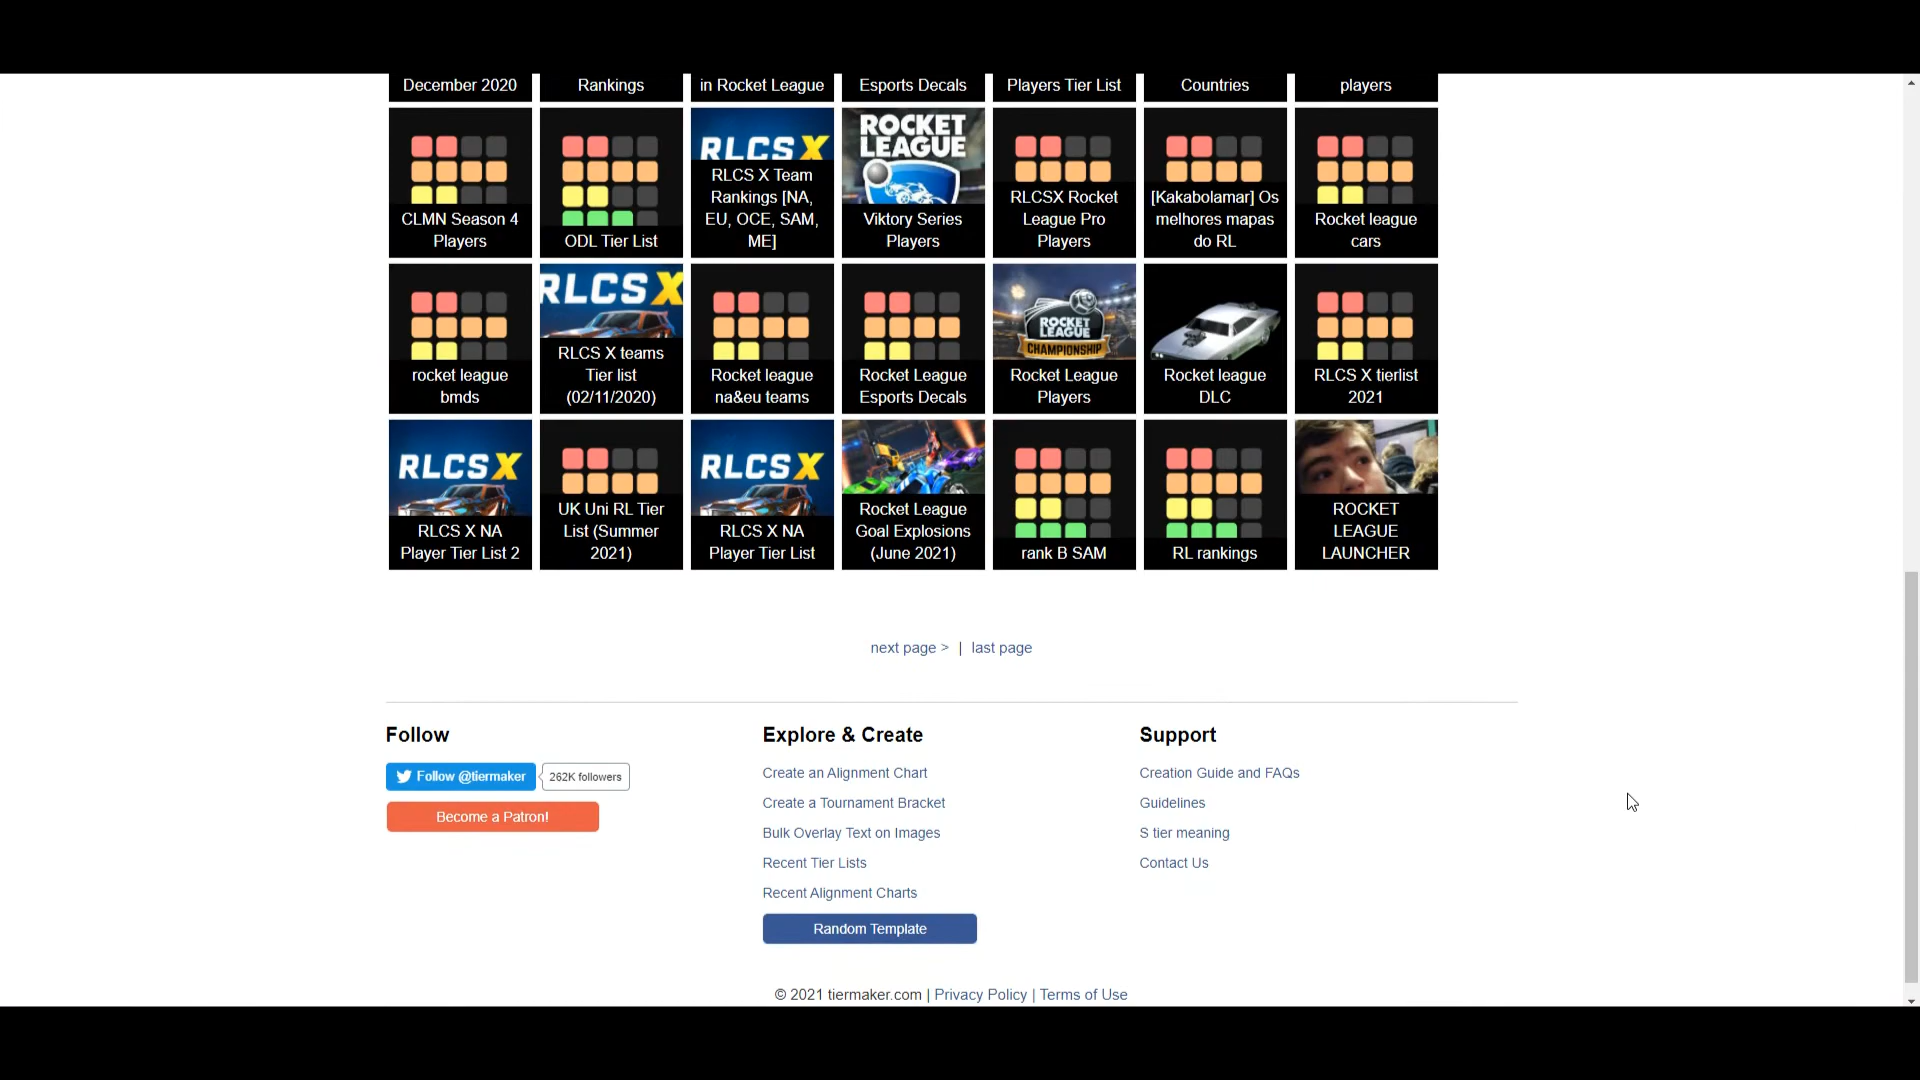 December 2020
Rankings
in Rocket League
Esports Decals
Players Tier List
Countries
players
CLMN Season 4
Players
ODL Tier List
RLCS X
RLCS X Team
Rankings [NA,
EU, OCE, SAM,
ME]
ROCKET
LEAGUE
Viktory Series
Players
RLCSX Rocket
League Pro
Players
[Kakabolamar] Os
melhores mapas
do RL
Rocket league
cars
rocket league
bmds
RLCS X
RLCS X teams
Tier list
(02/11/2020)
Rocket league
na&eu teams
Rocket League
Esports Decals
ROCKET
LEAGUE
CHAMPIONSHIP
Rocket League
Players
Rocket league
DLC
RLCS X tierlist
2021
RLCS X
RLCS X NA
Player Tier List 2
UK Uni RL Tier
List (Summer
2021)
RLCS X
RLCS X NA
Player Tier List
Rocket League
Goal Explosions
(June 2021)
rank B SAM
RL rankings
ROCKET
LEAGUE
LAUNCHER
next page > | last page
Follow
Follow @tiermaker
262K followers
Become a Patron!
Explore & Create
Create an Alignment Chart
Create a Tournament Bracket
Bulk Overlay Text on Images
Recent Tier Lists
Recent Alignment Charts
Random Template
Support
Creation Guide and FAQs
Guidelines
S tier meaning
Contact Us
© 2021 tiermaker.com | Privacy Policy | Terms of Use